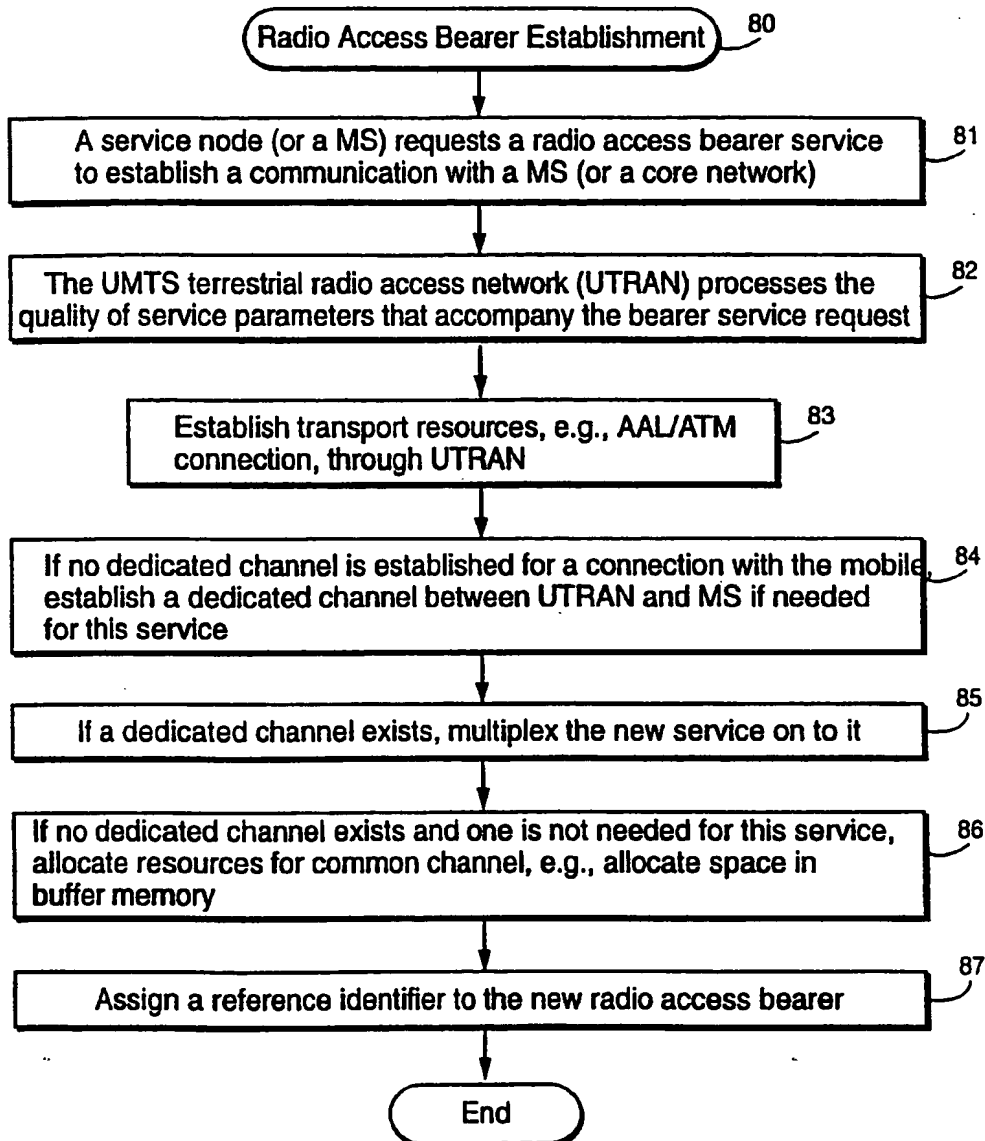 Radio Access Bearer Establishment
80
A service node (or a MS) requests a radio access bearer service
to establish a communication with a MS (or a core network)
81
The UMTS terrestrial radio access network (UTRAN) processes the
quality of service parameters that accompany the bearer service request
82
Establish transport resources, e.g., AAL/ATM
connection, through UTRAN
83
If no dedicated channel is established for a connection with the mobile,
establish a dedicated channel between UTRAN and MS if needed
for this service
84
If a dedicated channel exists, multiplex the new service on to it
85
If no dedicated channel exists and one is not needed for this service,
allocate resources for common channel, e.g., allocate space in
buffer memory
86
Assign a reference identifier to the new radio access bearer
87
End